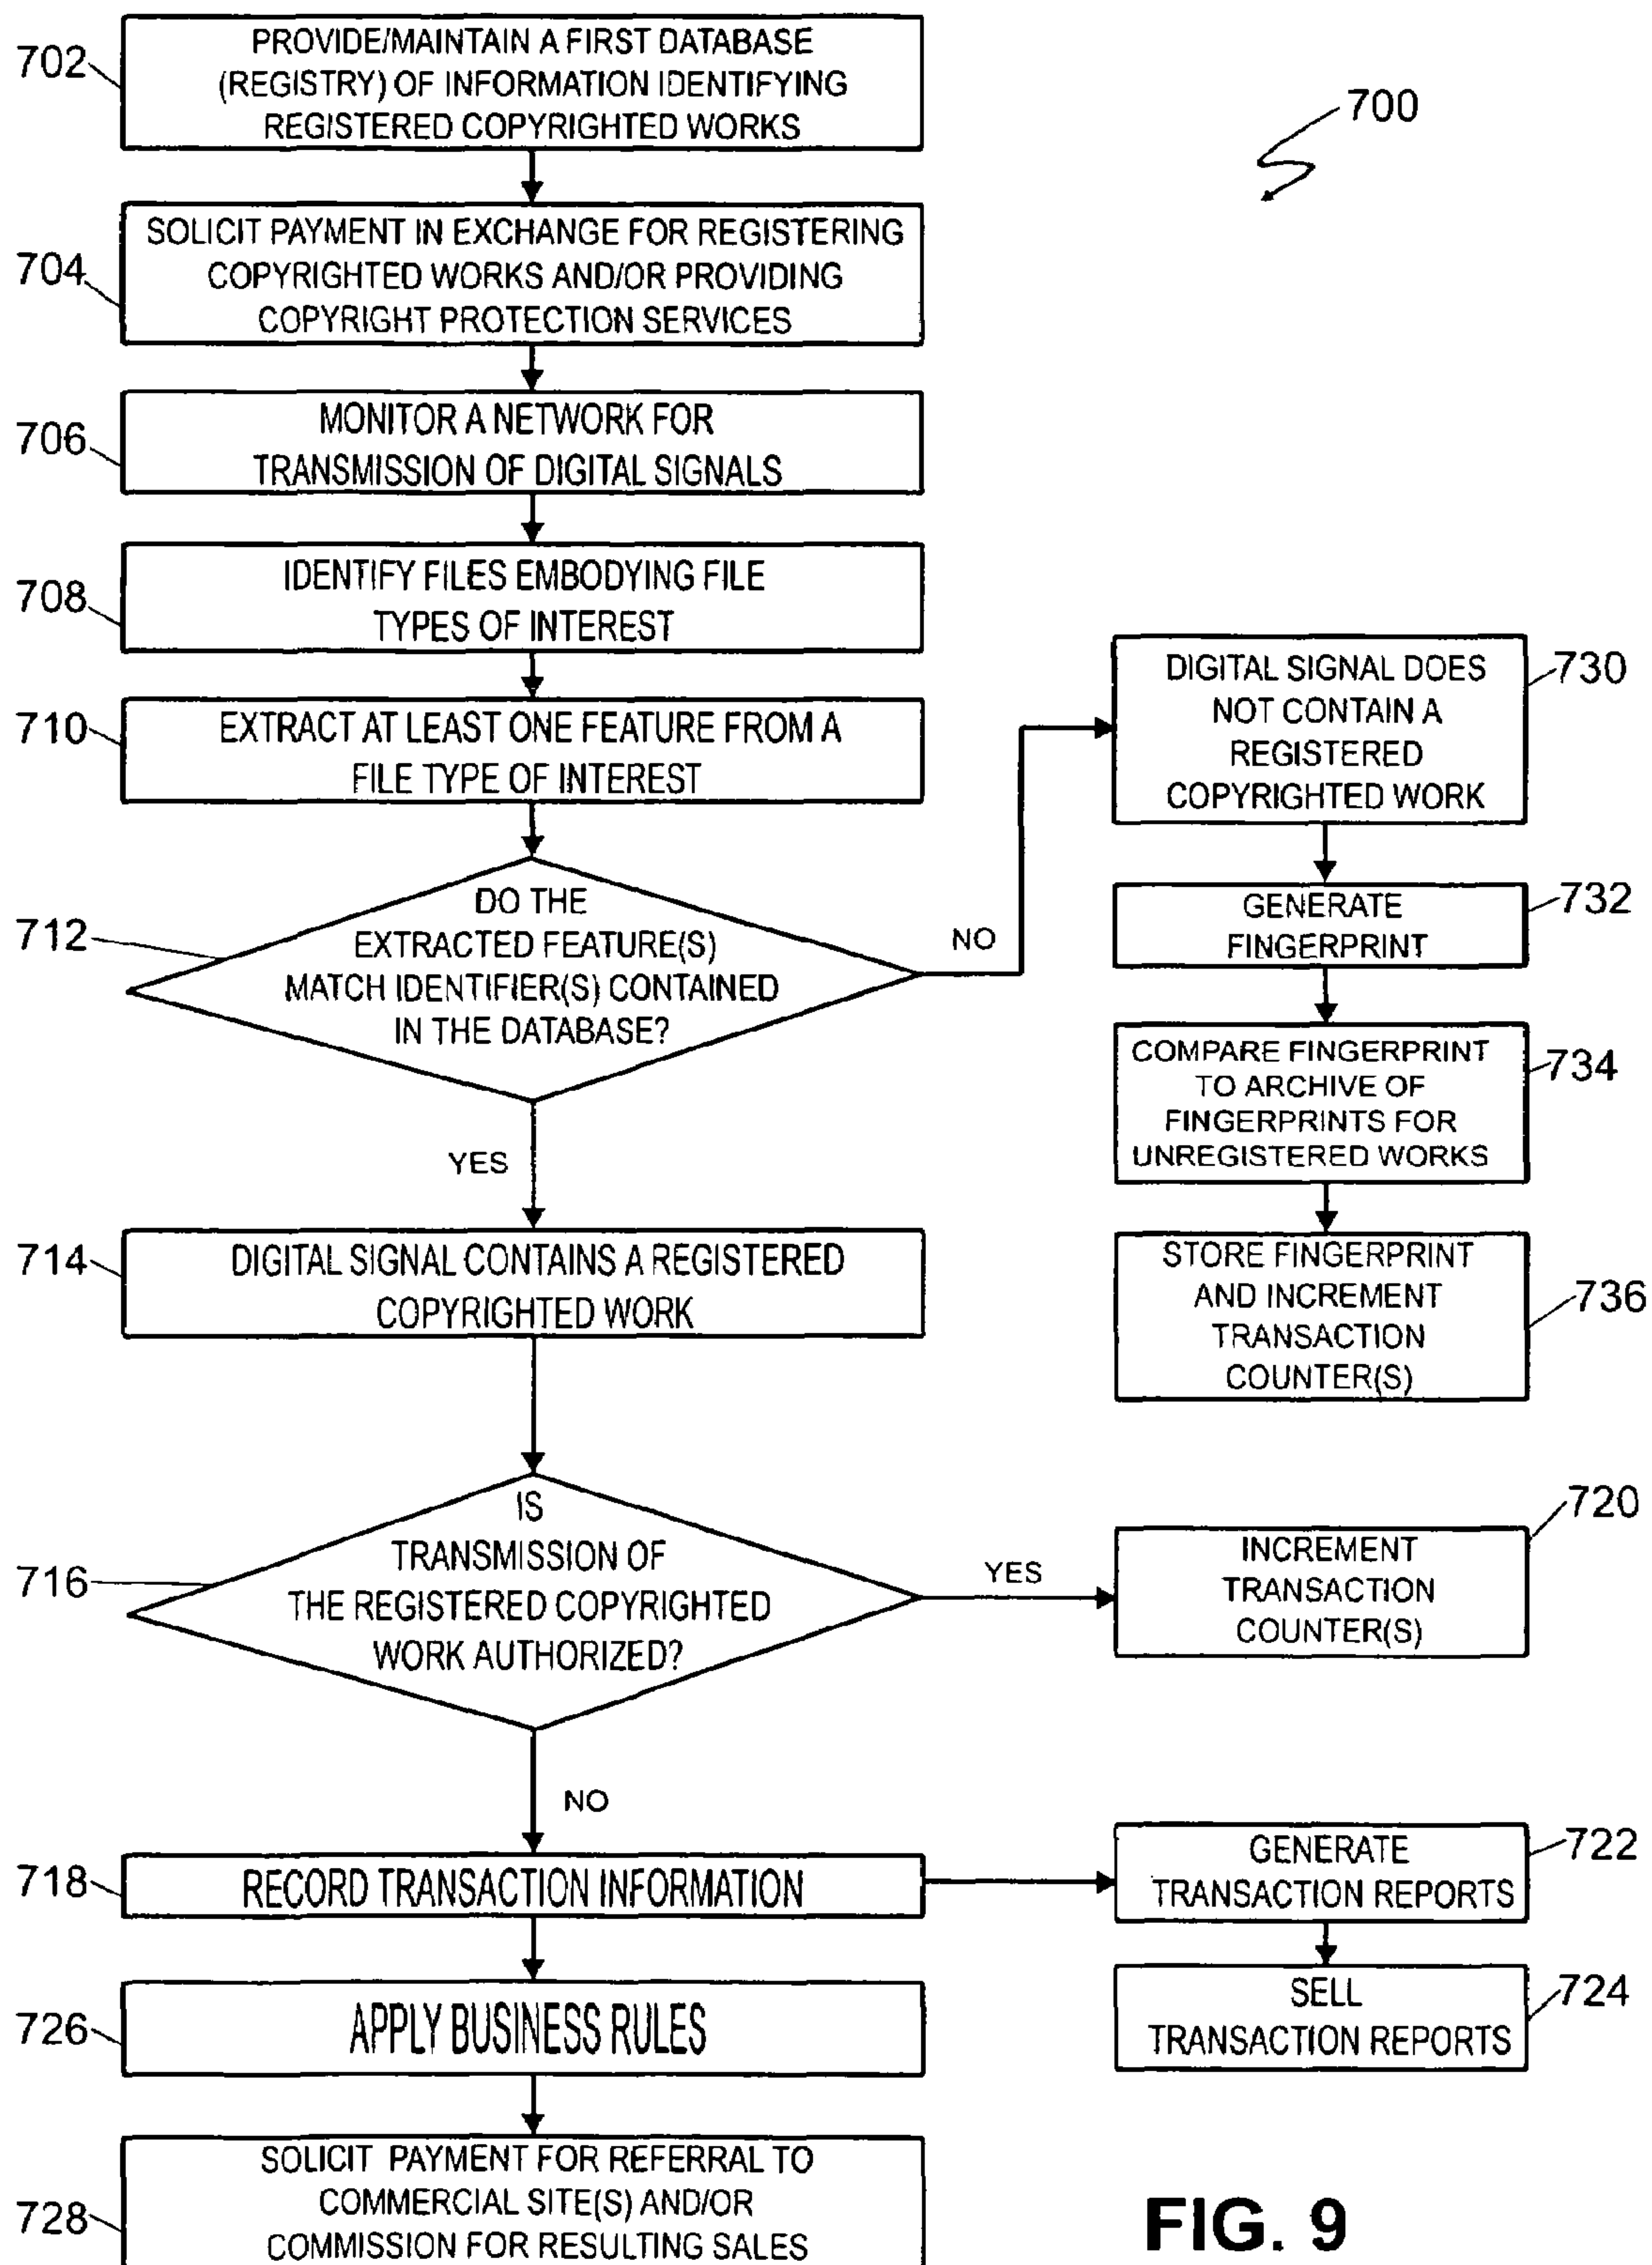 702
PROVIDE/MAINTAIN A FIRST DATABASE
(REGISTRY) OF INFORMATION IDENTIFYING
REGISTERED COPYRIGHTED WORKS
700
704
SOLICIT PAYMENT IN EXCHANGE FOR REGISTERING
COPYRIGHTED WORKS AND/OR PROVIDING
COPYRIGHT PROTECTION SERVICES
706
MONITOR A NETWORK FOR
TRANSMISSION OF DIGITAL SIGNALS
708
IDENTIFY FILES EMBODYING FILE
TYPES OF INTEREST
710
EXTRACT AT LEAST ONE FEATURE FROM A
FILE TYPE OF INTEREST
712
DO THE
EXTRACTED FEATURE(S)
MATCH IDENTIFIER(S) CONTAINED
IN THE DATABASE?
NO
YES
730
DIGITAL SIGNAL DOES
NOT CONTAIN A
REGISTERED
COPYRIGHTED WORK
732
GENERATE
FINGERPRINT
734
COMPARE FINGERPRINT
TO ARCHIVE OF
FINGERPRINTS FOR
UNREGISTERED WORKS
736
STORE FINGERPRINT
AND INCREMENT
TRANSACTION
COUNTER(S)
714
DIGITAL SIGNAL CONTAINS A REGISTERED
COPYRIGHTED WORK
716
IS
TRANSMISSION OF
THE REGISTERED COPYRIGHTED
WORK AUTHORIZED?
YES
720
INCREMENT
TRANSACTION
COUNTER(S)
NO
718
RECORD TRANSACTION INFORMATION
722
GENERATE
TRANSACTION REPORTS
724
SELL
TRANSACTION REPORTS
726
APPLY BUSINESS RULES
728
SOLICIT PAYMENT FOR REFERRAL TO
COMMERCIAL SITE(S) AND/OR
COMMISSION FOR RESULTING SALES
FIG. 9